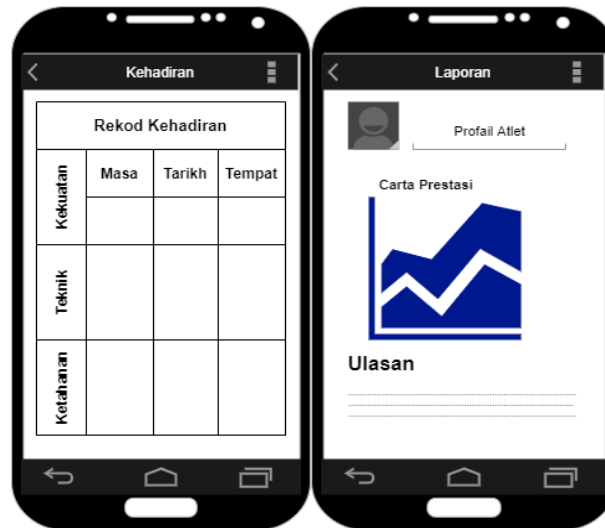 Kehadiran
Rekod Kehadiran
Masa Tarikh Tempat
Kekuatan
Teknik
Ketahanan
Laporan
Profail Atlet
Carta Prestasi
Ulasan